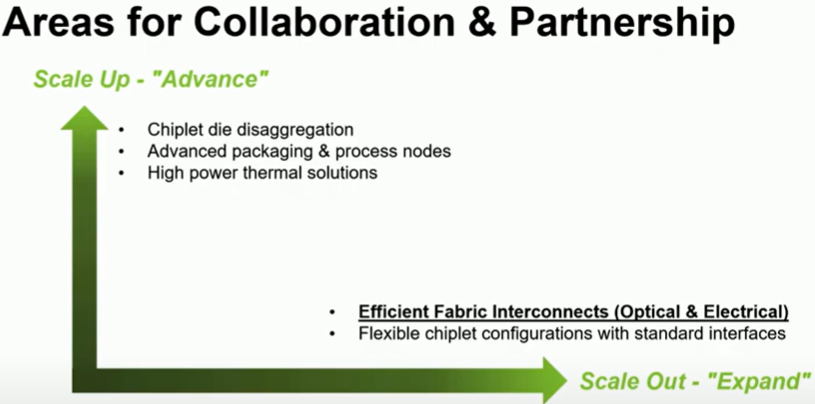 Areas for Collaboration & Partnership
Scale Up - "Advance"
• Chiplet die disaggregation
• Advanced packaging & process nodes
• High power thermal solutions
• Efficient Fabric Interconnects (Optical & Electrical)
• Flexible chiplet configurations with standard interfaces
Scale Out - "Expand"